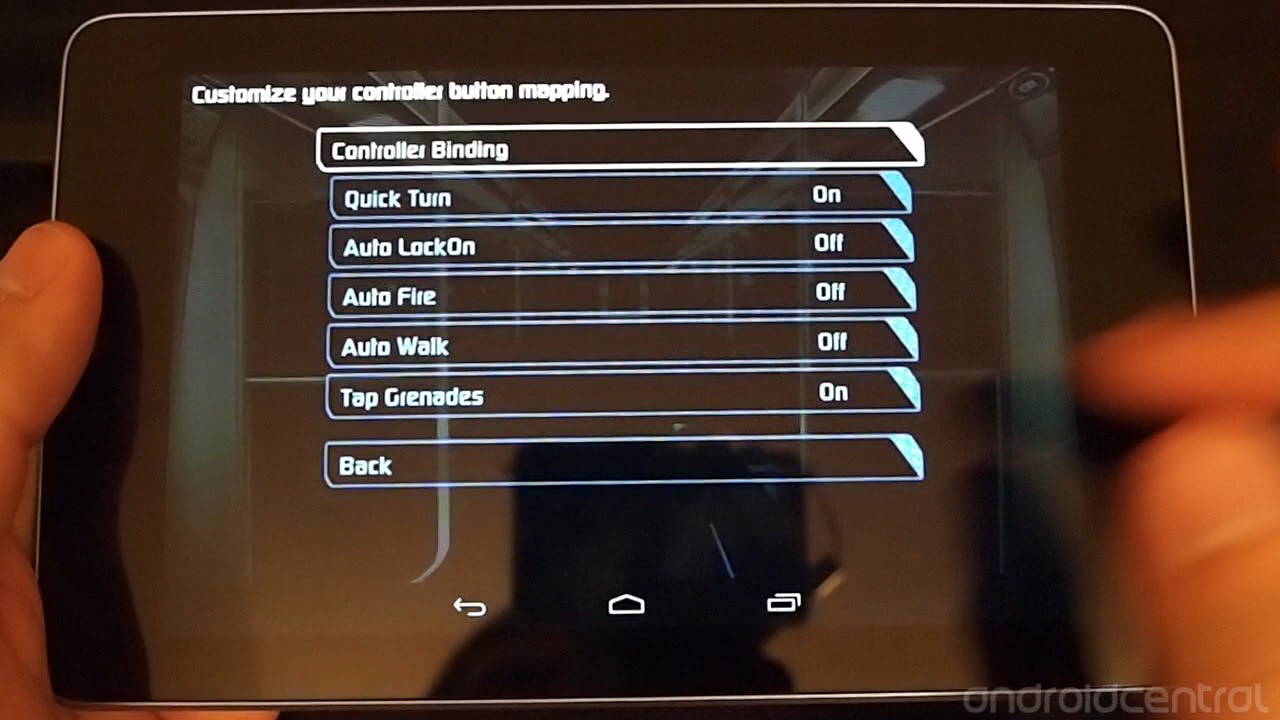 Customize your controller button mapping.
Controller Binding
Quick Turn On
Auto LockOn Off
Auto Fire Off
Auto Walk Off
Tap Grenades On
Back
androidcentral